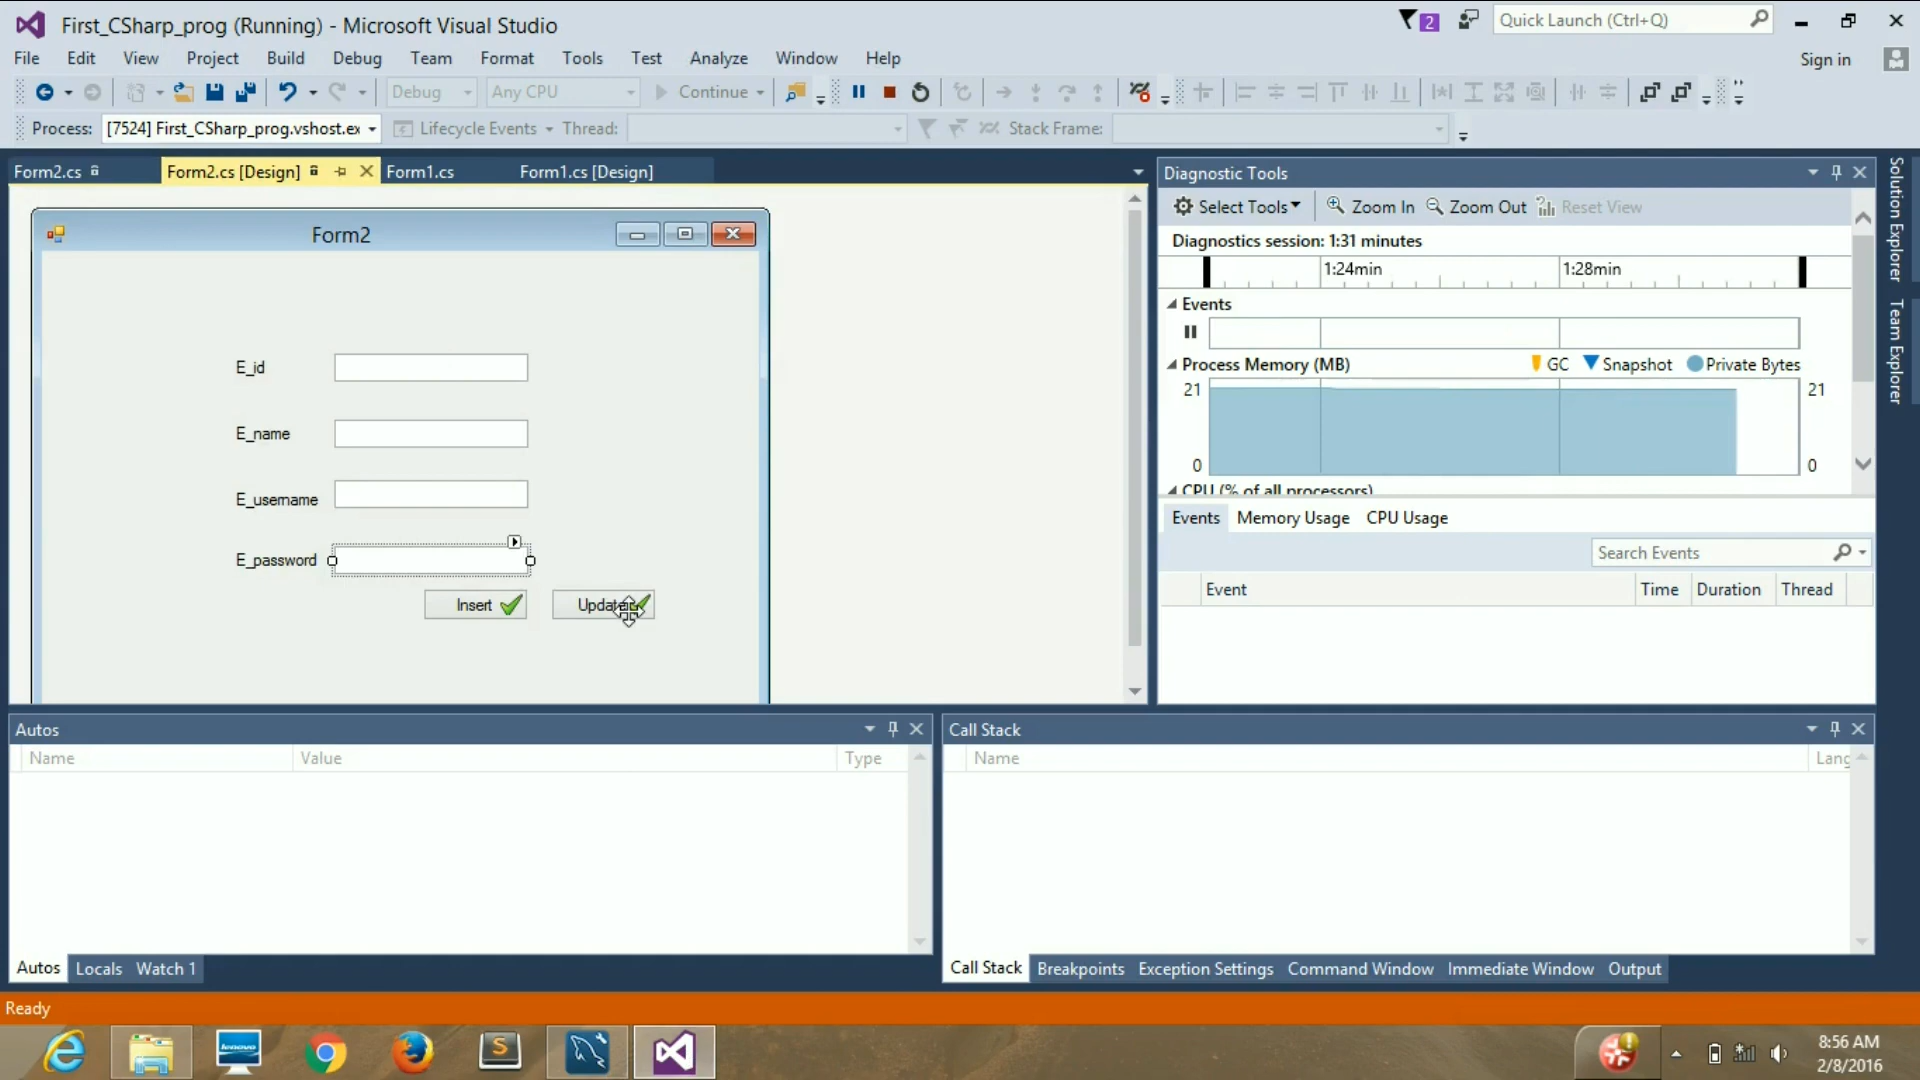 First_CSharp_prog (Running) - Microsoft Visual Studio
2
Quick Launch (Ctrl+Q)
File Edit View Project Build Debug Team Format Tools Test Analyze Window Help
Sign in
Debug Any CPU Continue
Process: [7524] First_CSharp_prog.vshost.ex Lifecycle Events Thread: Stack Frame:
Form2.cs Form2.cs [Design] Form1.cs Form1.cs [Design]
Form2
E_id
E_name
E_username
E_password
Insert
Diagnostic Tools
Select Tools Zoom In Zoom Out Reset View
Diagnostics session: 1:31 minutes
1:24min 1:28min
Events
Process Memory (MB) GC Snapshot Private Bytes
21 21
0 0
CPU (% of all processors)
Events Memory Usage CPU Usage
Search Events
Event Time Duration Thread
Solution Explorer
Team Explorer
Autos
Name Value Type
Autos Locals Watch 1
Call Stack
Name Lang
Call Stack Breakpoints Exception Settings Command Window Immediate Window Output
Ready
lenovo
S
8:56 AM
2/8/2016